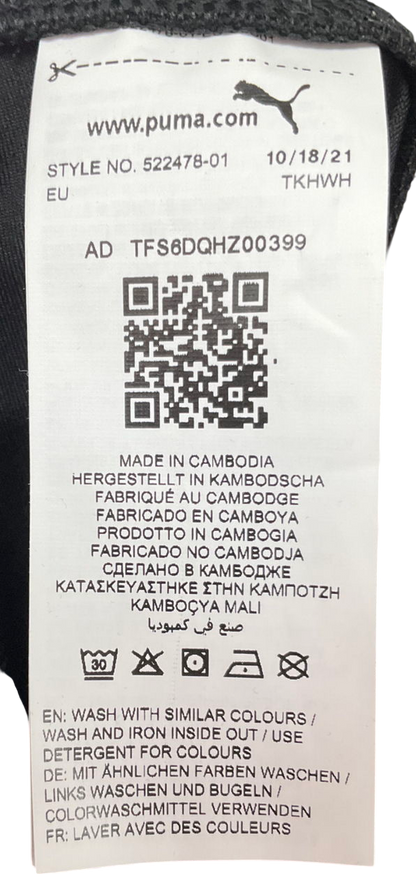 www.puma.com
STYLE NO. 522478-01 10/18/21
EU TKHWH
AD TFS6DQHZ00399
MADE IN CAMBODIA
HERGESTELLT IN KAMBODSCHA
FABRIQUÉ AU CAMBODGE
FABRICADO EN CAMBOYA
PRODOTTO IN CAMBOGIA
FABRICADO NO CAMBODJA
СДЕЛАНО В КАМБОДЖЕ
ΚΑΤΑΣΚΕΥΑΣΤΗΚΕ ΣΤΗΝ ΚΑΜΠΟΤΖΗ
KAMBOÇYA MALI
صنع في كمبوديا
30
EN: WASH WITH SIMILAR COLOURS /
WASH AND IRON INSIDE OUT / USE
DETERGENT FOR COLOURS
DE: MIT ÄHNLICHEN FARBEN WASCHEN /
LINKS WASCHEN UND BUGELN /
COLORWASCHMITTEL VERWENDEN
FR: LAVER AVEC DES COULEURS